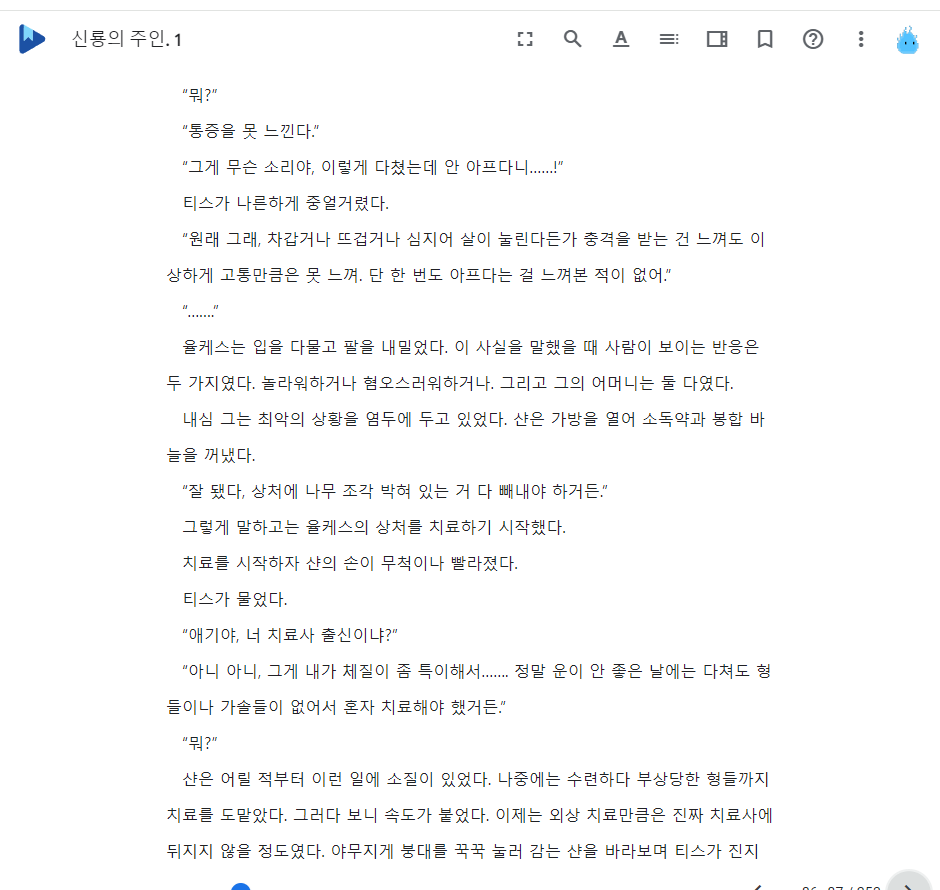 신룡의 주인. 1
“뭐?”
“통증을 못 느낀다.”
“그게 무슨 소리야, 이렇게 다쳤는데 안 아프다니......!”
티스가 나른하게 중얼거렸다.
“원래 그래, 차갑거나 뜨겁거나 심지어 살이 눌린다든가 충격을 받는 건 느껴도 이
상하게 고통만큼은 못 느껴. 단 한 번도 아프다는 걸 느껴본 적이 없어.”
“.......”
율케스는 입을 다물고 팔을 내밀었다. 이 사실을 말했을 때 사람이 보이는 반응은
두 가지였다. 놀라워하거나 혐오스러워하거나. 그리고 그의 어머니는 둘 다였다.
내심 그는 최악의 상황을 염두에 두고 있었다. 샨은 가방을 열어 소독약과 봉합 바
늘을 꺼냈다.
“잘 됐다, 상처에 나무 조각 박혀 있는 거 다 빼내야 하거든.”
그렇게 말하고는 율케스의 상처를 치료하기 시작했다.
치료를 시작하자 샨의 손이 무척이나 빨라졌다.
티스가 물었다.
“애기야, 너 치료사 출신이냐?”
“아니 아니, 그게 내가 체질이 좀 특이해서....... 정말 운이 안 좋은 날에는 다쳐도 형
들이나 가솔들이 없어서 혼자 치료해야 했거든.”
“뭐?”
샨은 어릴 적부터 이런 일에 소질이 있었다. 나중에는 수련하다 부상당한 형들까지
치료를 도맡았다. 그러다 보니 속도가 붙었다. 이제는 외상 치료만큼은 진짜 치료사에
뒤지지 않을 정도였다. 야무지게 붕대를 꾹꾹 눌러 감는 샨을 바라보며 티스가 진지